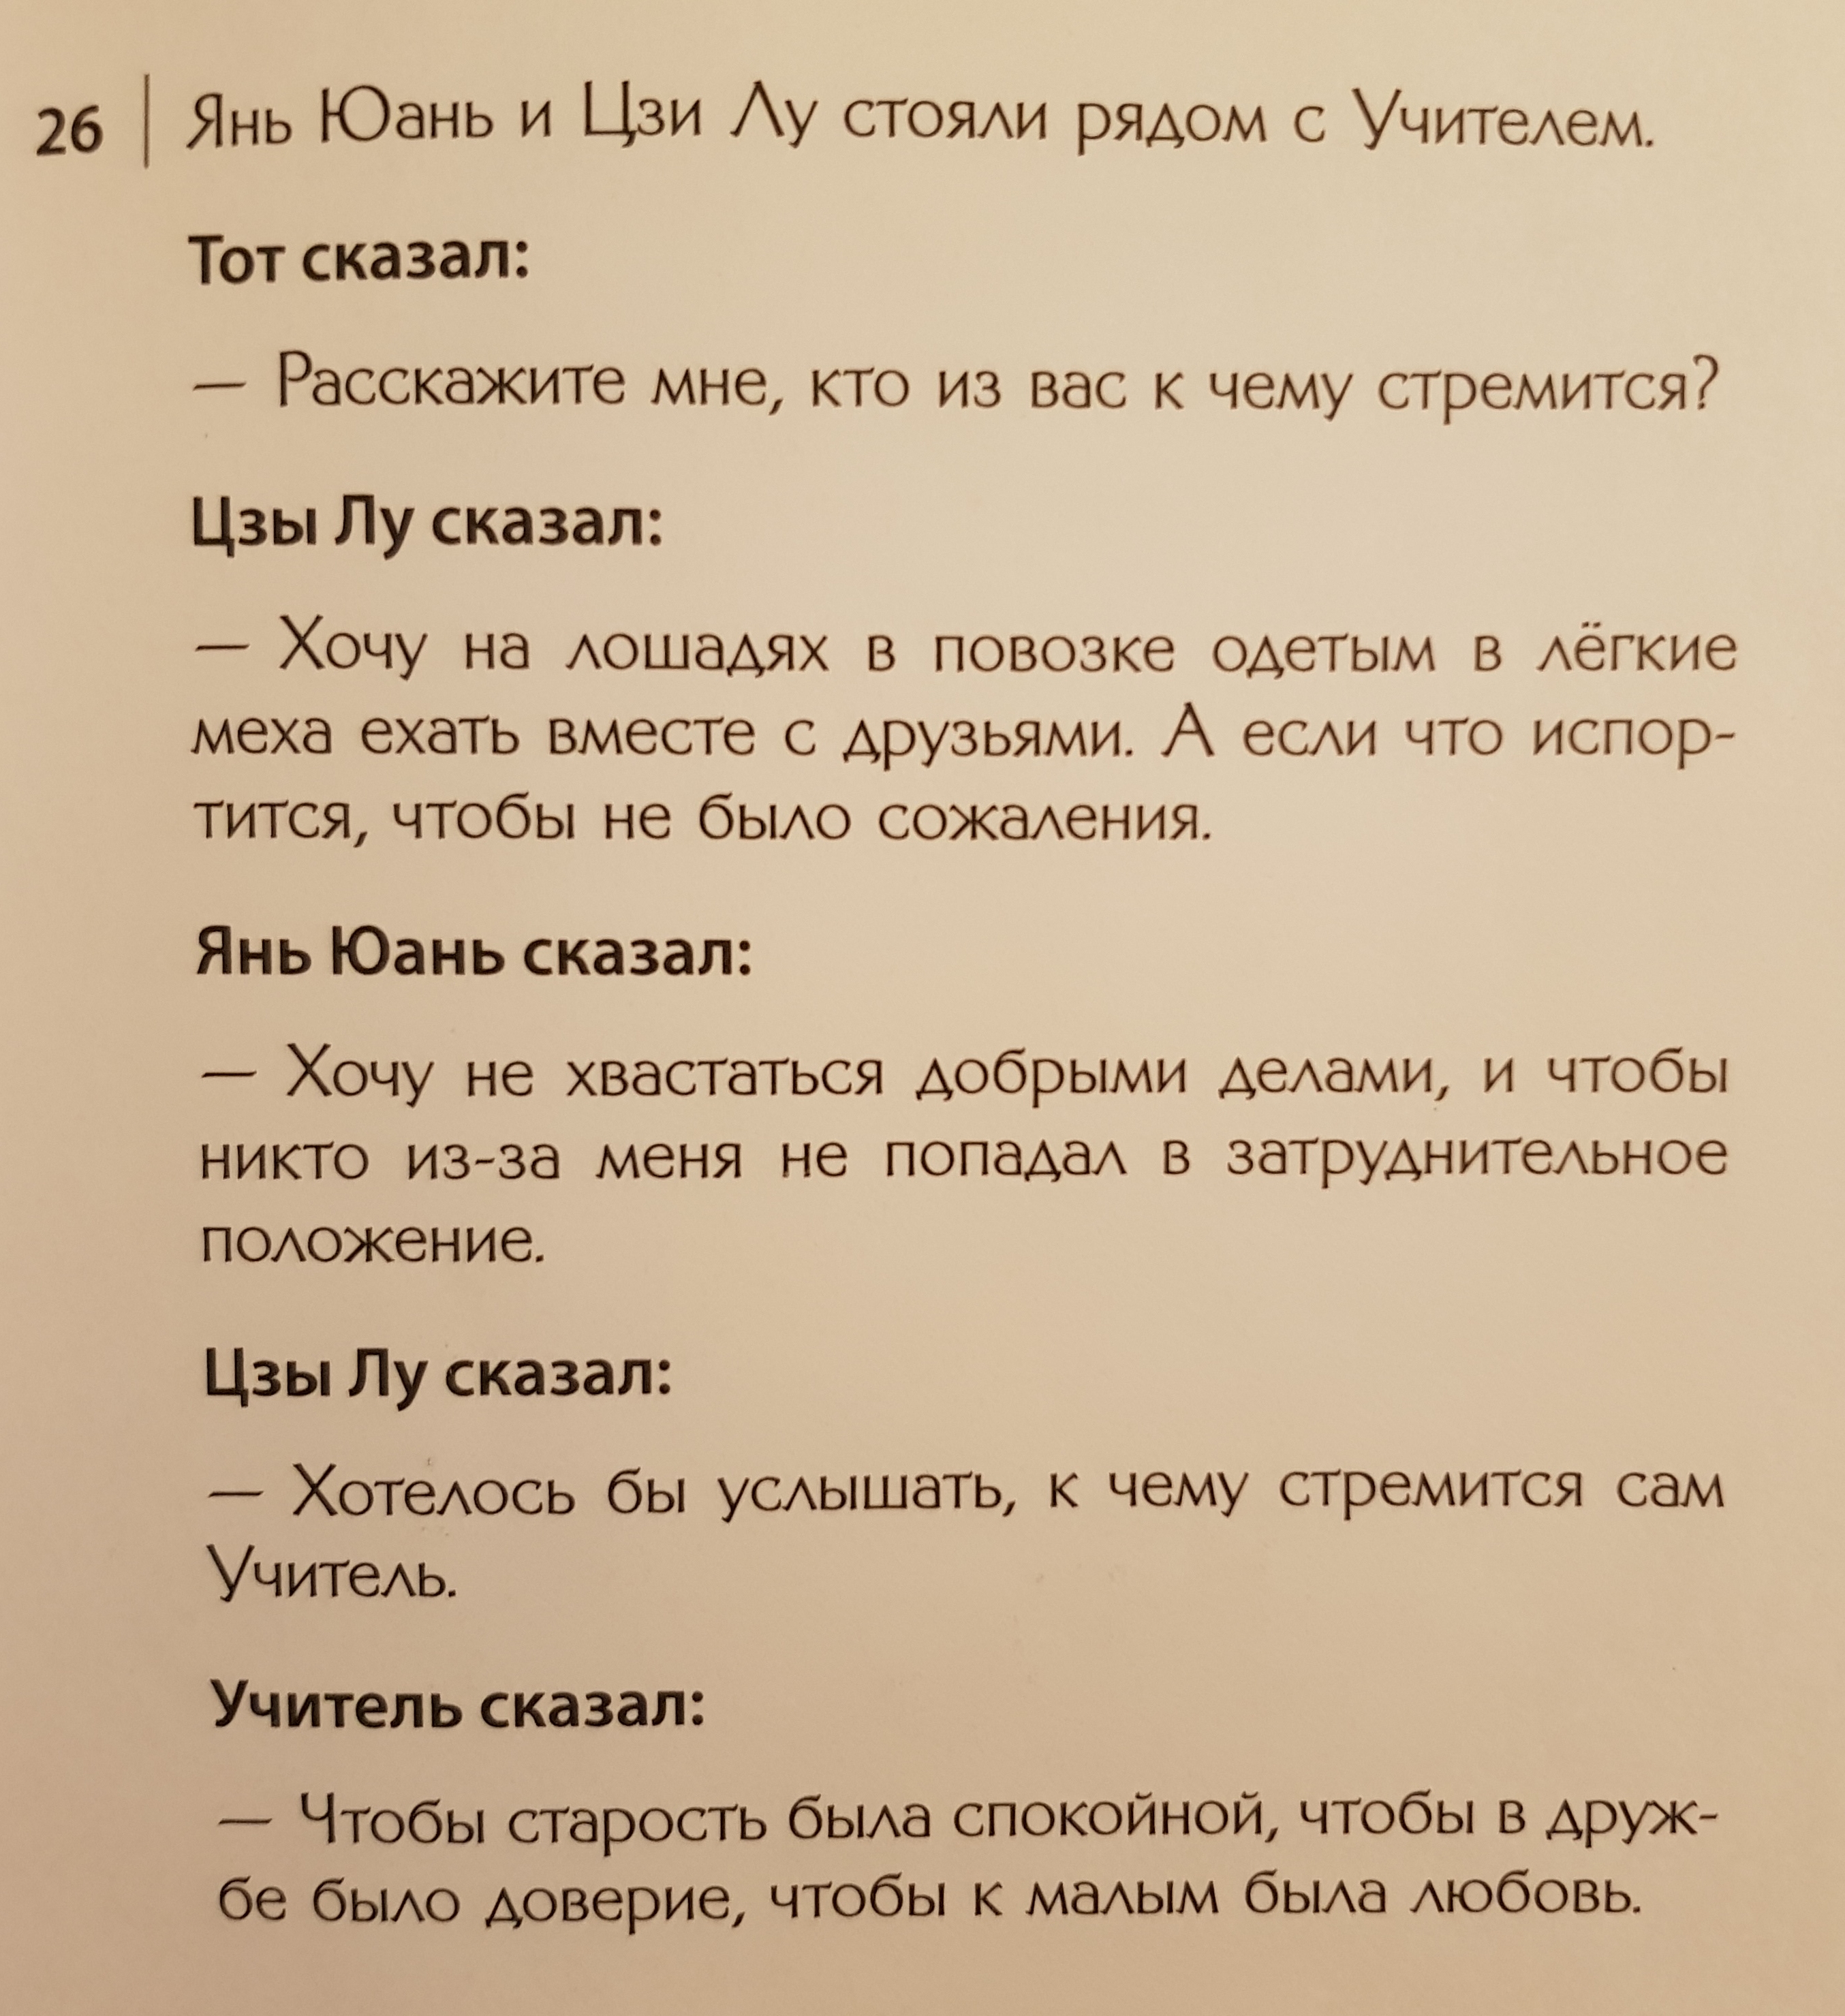 26 Янь Юань и Цзи Лу стояли рядом с Учителем.
Тот сказал:
— Расскажите мне, кто из вас к чему стремится?
Цзы Лу сказал:
— Хочу на лошадях в повозке одетым в лёгкие
меха ехать вместе с друзьями. А если что испор-
тится, чтобы не было сожаления.
Янь Юань сказал:
— Хочу не хвастаться добрыми делами, и чтобы
никто из-за меня не попадал в затруднительное
положение.
Цзы Лу сказал:
— Хотелось бы услышать, к чему стремится сам
Учитель.
Учитель сказал:
— Чтобы старость была спокойной, чтобы в друж-
бе было доверие, чтобы к малым была любовь.